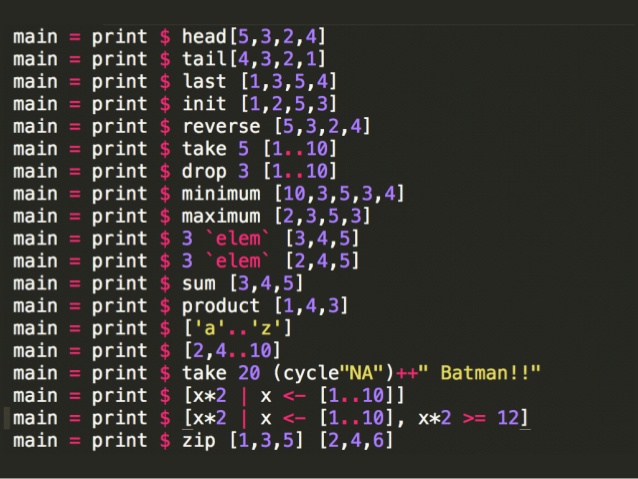 main = print $ head[5,3,2,4]
main = print $ tail[4,3,2,1]
main = print $ last [1,3,5,4]
main = print $ init [1,2,5,3]
main = print $ reverse [5,3,2,4]
main = print $ take 5 [1..10]
main = print $ drop 3 [1..10]
main = print $ minimum [10,3,5,3,4]
main = print $ maximum [2,3,5,3]
main = print $ 3 `elem` [3,4,5]
main = print $ 3 `elem` [2,4,5]
main = print $ sum [3,4,5]
main = print $ product [1,4,3]
main = print $ ['a'..'z']
main = print $ [2,4..10]
main = print $ take 20 (cycle"NA")++" Batman!!"
main = print $ [x*2 | x <- [1..10]]
main = print $ [x*2 | x <- [1..10], x*2 >= 12]
main = print $ zip [1,3,5] [2,4,6]